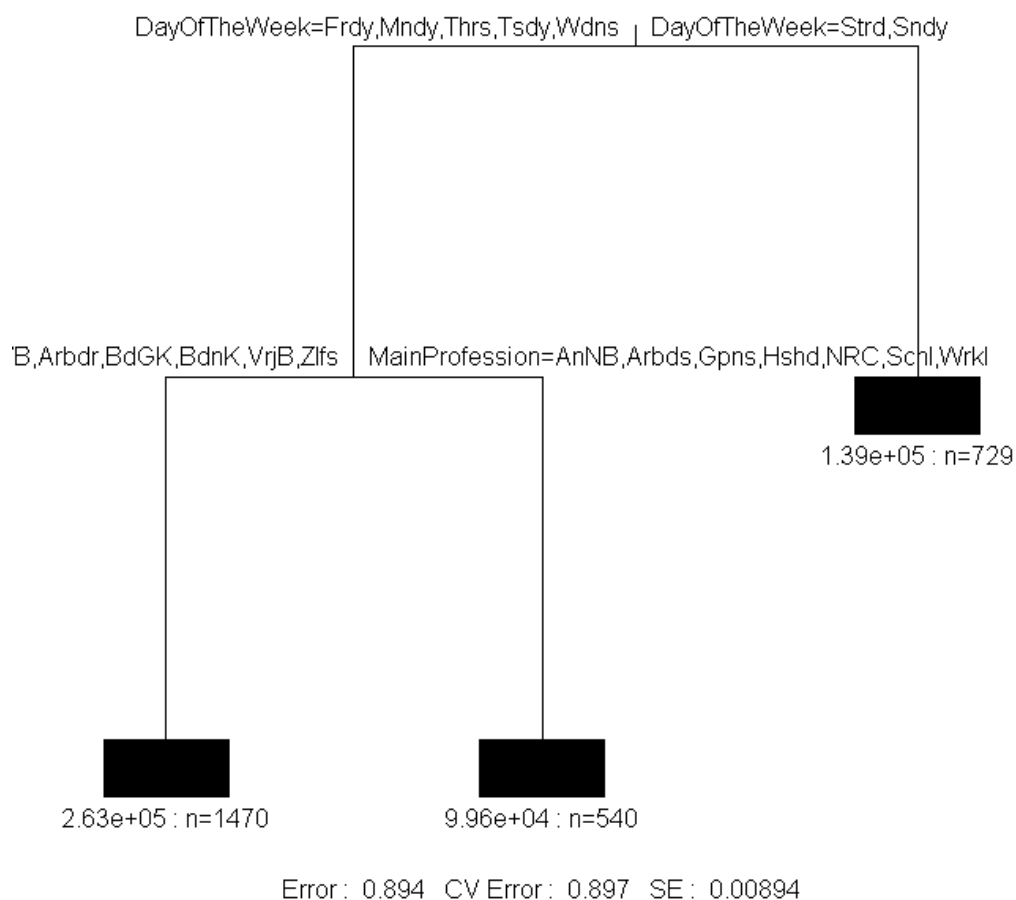 DayOfTheWeek=Frdy,Mndy,Thrs,Tsdy,Wdns DayOfTheWeek=Strd,Sndy
B,Arbdr,BdGK,BdnK,VrjB,Zlfs MainProfession=AnNB,Arbds,Gpns,Hshd,NRC,Schl,Wrkl
1.39e+05 : n=729
2.63e+05 : n=1470 9.96e+04 : n=540
Error : 0.894 CV Error : 0.897 SE : 0.00894